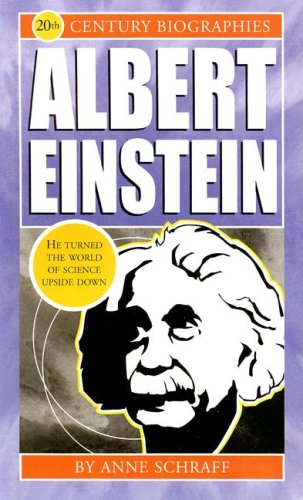 20th CENTURY BIOGRAPHIES
ALBERT
EINSTEIN
HE TURNED
THE WORLD
OF SCIENCE
UPSIDE DOWN
BY ANNE SCHRAFF